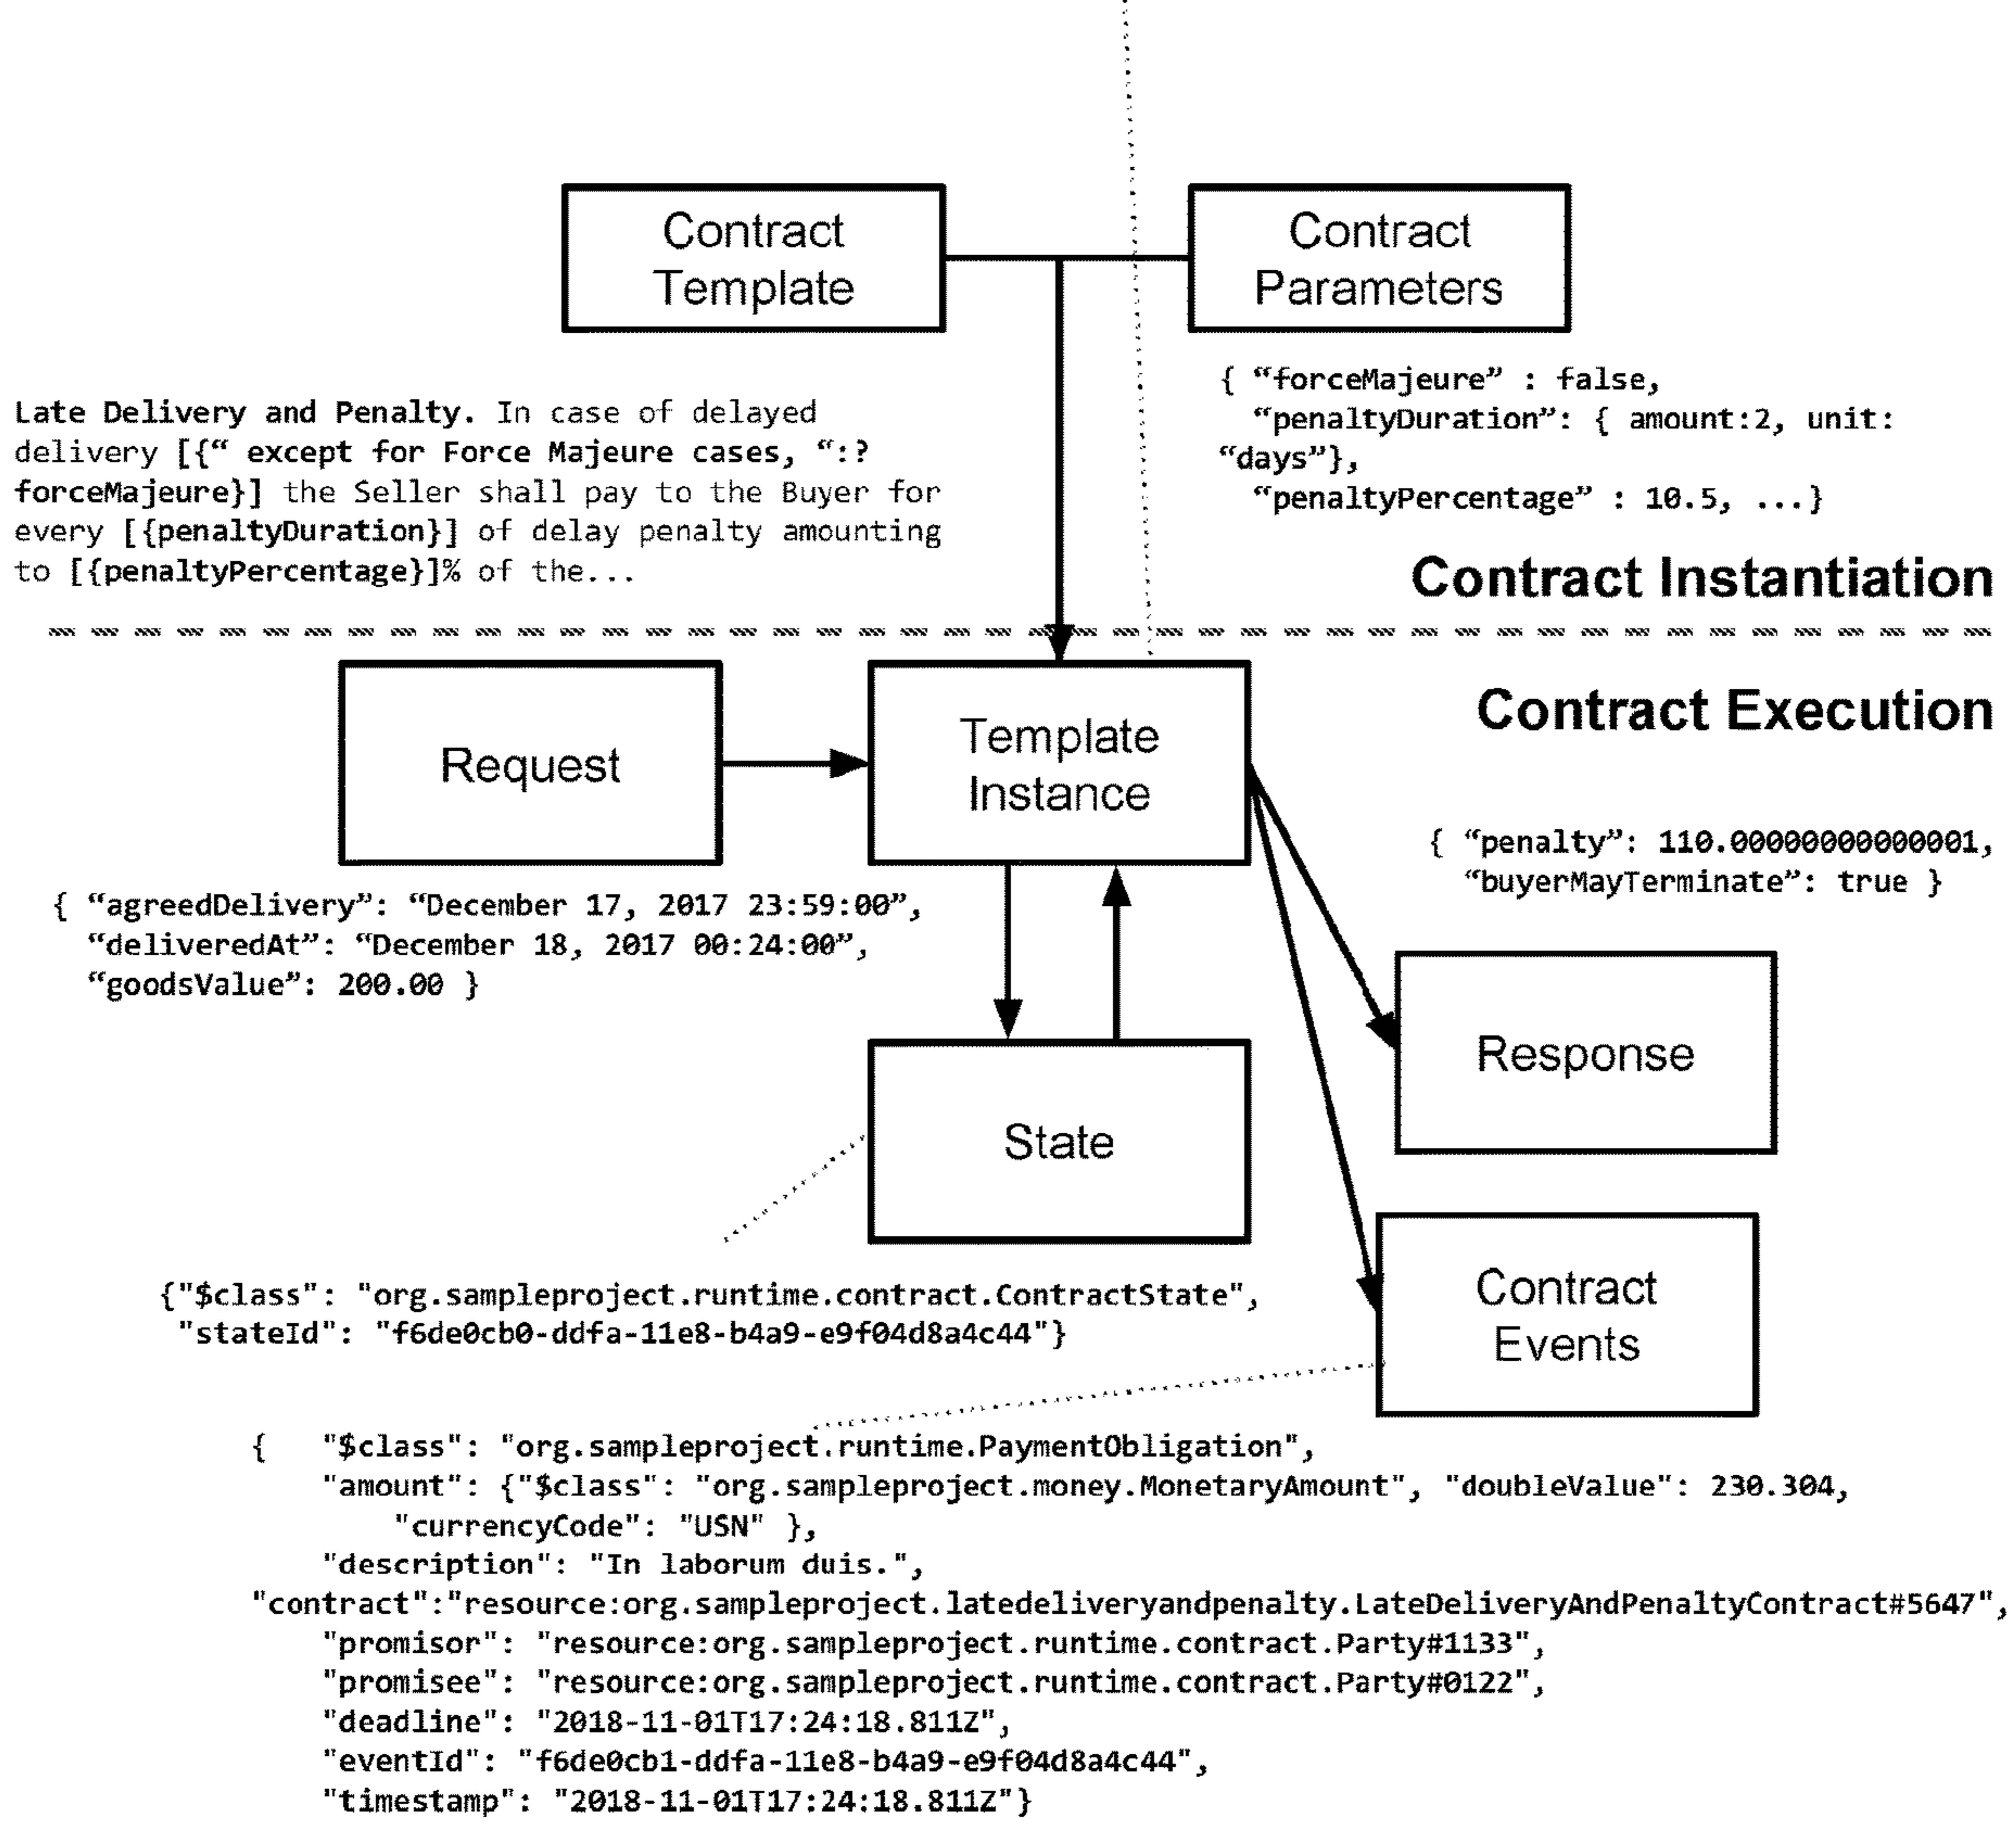 Contract
Template
Contract
Parameters
{ “forceMajeure” : false,
“penaltyDuration”: { amount:2, unit:
“days”},
“penaltyPercentage” : 10.5, ...}
Late Delivery and Penalty. In case of delayed
delivery [{“ except for Force Majeure cases, “:?
forceMajeure}] the Seller shall pay to the Buyer for
every [{penaltyDuration}] of delay penalty amounting
to [{penaltyPercentage}]% of the...
Contract Instantiation
Contract Execution
Request
Template
Instance
{ “penalty”: 110.00000000000001,
“buyerMayTerminate”: true }
{ “agreedDelivery”: “December 17, 2017 23:59:00”,
“deliveredAt”: “December 18, 2017 00:24:00”,
“goodsValue”: 200.00 }
Response
State
Contract
Events
{"$class": "org.sampleproject.runtime.contract.ContractState",
"stateId": "f6de0cb0-ddfa-11e8-b4a9-e9f04d8a4c44"}
{ "$class": "org.sampleproject.runtime.PaymentObligation",
"amount": {"$class": "org.sampleproject.money.MonetaryAmount", "doubleValue": 230.304,
"currencyCode": "USN" },
"description": "In laborum duis.",
"contract":"resource:org.sampleproject.latedeliveryandpenalty.LateDeliveryAndPenaltyContract#5647",
"promisor": "resource:org.sampleproject.runtime.contract.Party#1133",
"promisee": "resource:org.sampleproject.runtime.contract.Party#0122",
"deadline": "2018-11-01T17:24:18.811Z",
"eventId": "f6de0cb1-ddfa-11e8-b4a9-e9f04d8a4c44",
"timestamp": "2018-11-01T17:24:18.811Z"}